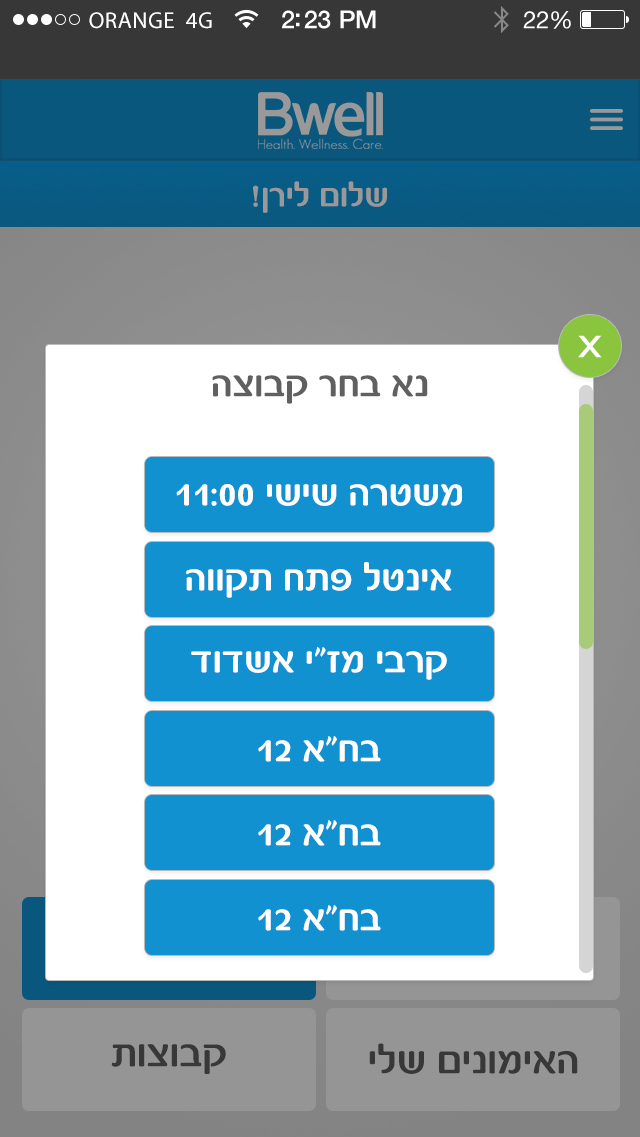 ORANGE 4G 2:23 PM 22%
Bwell
Health. Wellness. Care.
שלום לירן!
X
נא בחר קבוצה
משטרה שישי 11:00
אינטל פתח תקווה
קרבי מז"י אשדוד
בח"א 12
בח"א 12
בח"א 12
האימונים שלי
קבוצות